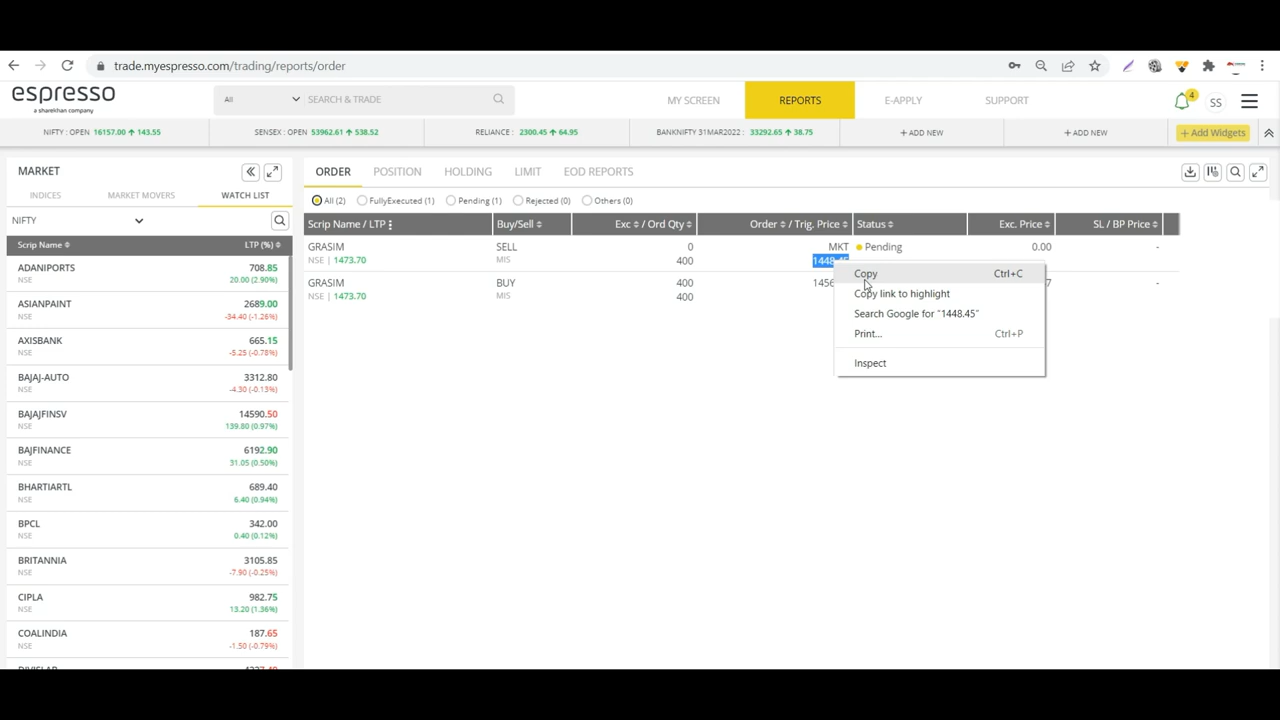 trade.myespresso.com/trading/reports/order
espresso
a sharekhan company
All
SEARCH & TRADE
MY SCREEN
REPORTS
E-APPLY
SUPPORT
4
SS
NIFTY : OPEN 16157.00 143.55
SENSEX : OPEN 53962.61 538.52
RELIANCE : 2300.45 64.95
BANKNIFTY 31MAR2022 : 33292.65 38.75
+ ADD NEW
+ ADD NEW
+ Add Widgets
MARKET
INDICES
MARKET MOVERS
WATCH LIST
NIFTY
Scrip Name
LTP (%)
ADANIPORTS 708.85
NSE 20.00 (2.90%)
ASIANPAINT 2689.00
NSE -34.40 (-1.26%)
AXISBANK 665.15
NSE -5.25 (-0.78%)
BAJAJ-AUTO 3312.80
NSE -4.30 (-0.13%)
BAJAJFINSV 14590.50
NSE 139.80 (0.97%)
BAJFINANCE 6192.90
NSE 31.05 (0.50%)
BHARTIARTL 689.40
NSE 6.40 (0.94%)
BPCL 342.00
NSE 0.40 (0.12%)
BRITANNIA 3105.85
NSE -7.90 (-0.25%)
CIPLA 982.75
NSE 13.20 (1.36%)
COALINDIA 187.65
NSE -1.50 (-0.79%)
ORDER
POSITION
HOLDING
LIMIT
EOD REPORTS
All (2)
FullyExecuted (1)
Pending (1)
Rejected (0)
Others (0)
Scrip Name / LTP
Buy/Sell
Exc / Ord Qty
Order / Trig. Price
Status
Exc. Price
SL / BP Price
GRASIM SELL 0 MKT Pending 0.00 -
NSE | 1473.70 MIS 400 1448.45
GRASIM BUY 400 1456 7 -
NSE | 1473.70 MIS 400
Copy Ctrl+C
Copy link to highlight
Search Google for "1448.45"
Print... Ctrl+P
Inspect